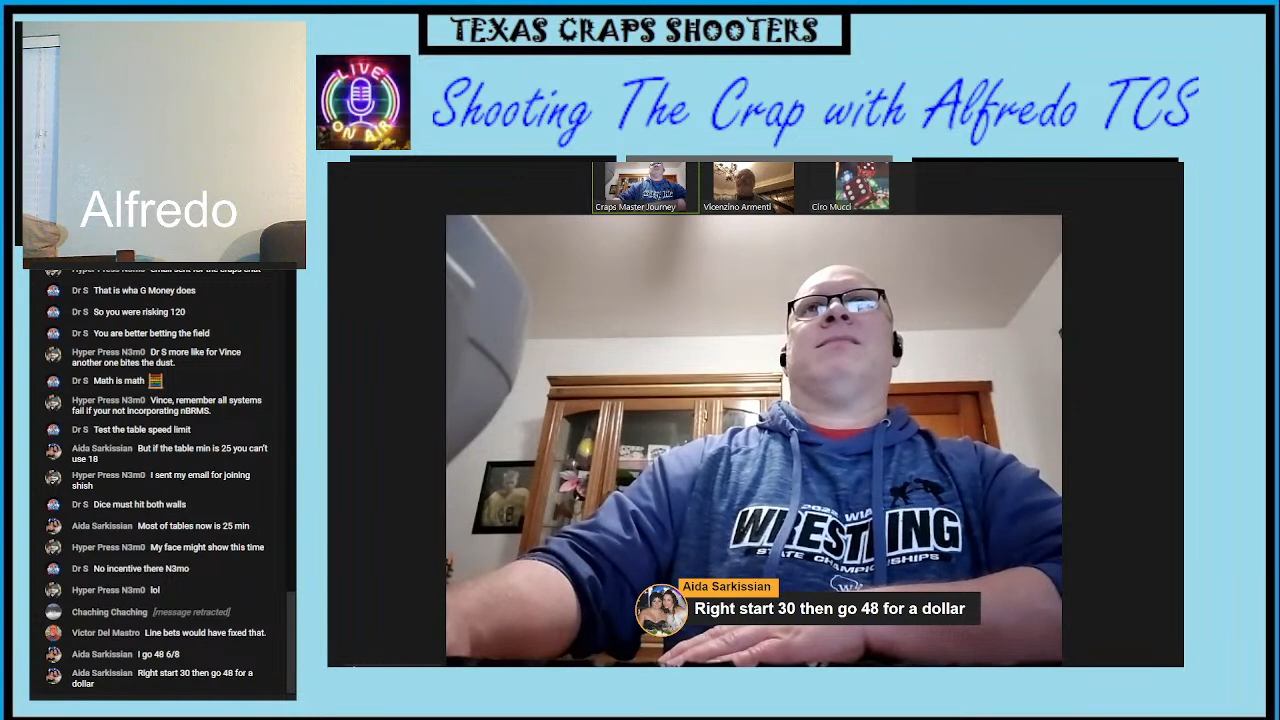 TEXAS CRAPS SHOOTERS
LIVE
ON AIR
Shooting The Crap with Alfredo TCS
Alfredo
Craps Master Journey
Vicenzino Armenti
Ciro Mucci
Hyper Press N3m0 Email sent for the craps chat
Dr S That is wha G Money does
Dr S So you were risking 120
Dr S You are better betting the field
Hyper Press N3m0 Dr S more like for Vince
another one bites the dust.
Dr S Math is math
Hyper Press N3m0 Vince, remember all systems
fail if your not incorporating nBRMS.
Dr S Test the table speed limit
Aida Sarkissian But if the table min is 25 you can't
use 18
Hyper Press N3m0 I sent my email for joining
shish
Dr S Dice must hit both walls
Aida Sarkissian Most of tables now is 25 min
Hyper Press N3m0 My face might show this time
Dr S No incentive there N3mo
Hyper Press N3m0 lol
Chaching Chaching [message retracted]
Victor Del Mastro Line bets would have fixed that.
Aida Sarkissian I go 48 6/8
Aida Sarkissian Right start 30 then go 48 for a
dollar
WRESTLING
STATE CHAMPIONSHIPS
Aida Sarkissian
Right start 30 then go 48 for a dollar